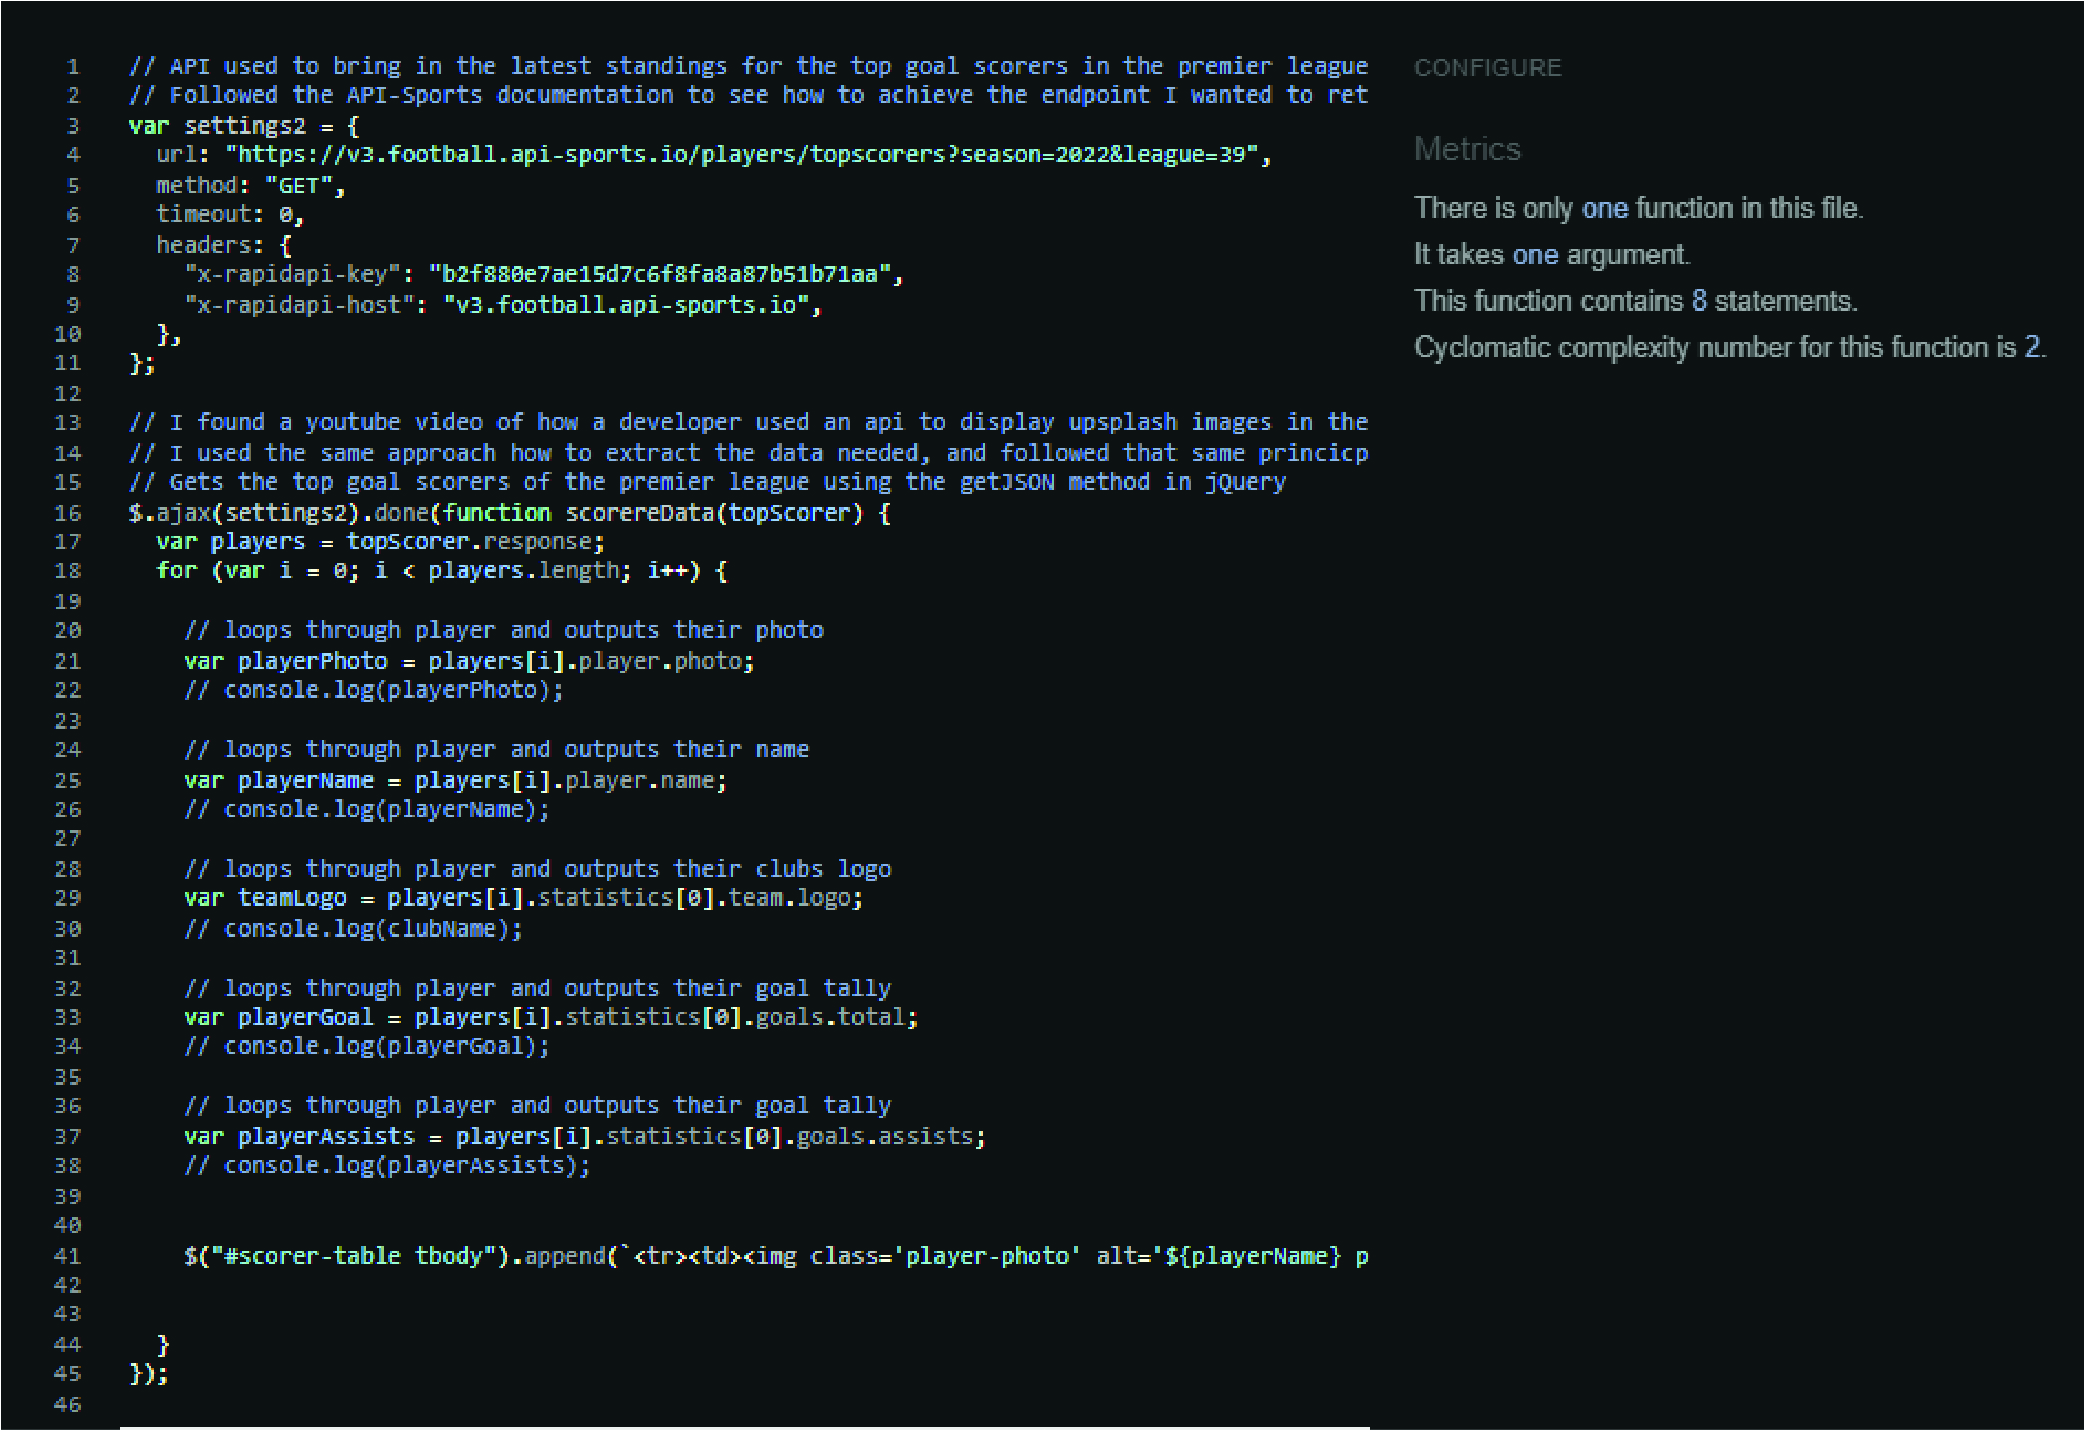 1 // API used to bring in the latest standings for the top goal scorers in the premier league
2 // Followed the API-Sports documentation to see how to achieve the endpoint I wanted to ret
3 var settings2 = {
4 url: "https://v3.football.api-sports.io/players/topscorers?season=2022&league=39",
5 method: "GET",
6 timeout: 0,
7 headers: {
8 "x-rapidapi-key": "b2f880e7ae15d7c6f8fa8a87b51b71aa",
9 "x-rapidapi-host": "v3.football.api-sports.io",
10 },
11 };
12
13 // I found a youtube video of how a developer used an api to display upsplash images in the
14 // I used the same approach how to extract the data needed, and followed that same princicp
15 // Gets the top goal scorers of the premier league using the getJSON method in jQuery
16 $.ajax(settings2).done(function scorereData(topScorer) {
17 var players = topScorer.response;
18 for (var i = 0; i < players.length; i++) {
19
20 // loops through player and outputs their photo
21 var playerPhoto = players[i].player.photo;
22 // console.log(playerPhoto);
23
24 // loops through player and outputs their name
25 var playerName = players[i].player.name;
26 // console.log(playerName);
27
28 // loops through player and outputs their clubs logo
29 var teamLogo = players[i].statistics[0].team.logo;
30 // console.log(clubName);
31
32 // loops through player and outputs their goal tally
33 var playerGoal = players[i].statistics[0].goals.total;
34 // console.log(playerGoal);
35
36 // loops through player and outputs their goal tally
37 var playerAssists = players[i].statistics[0].goals.assists;
38 // console.log(playerAssists);
39
40
41 $("#scorer-table tbody").append(`<tr><td><img class='player-photo' alt='${playerName} p
42
43
44 }
45 });
46
CONFIGURE
Metrics
There is only one function in this file.
It takes one argument.
This function contains 8 statements.
Cyclomatic complexity number for this function is 2.